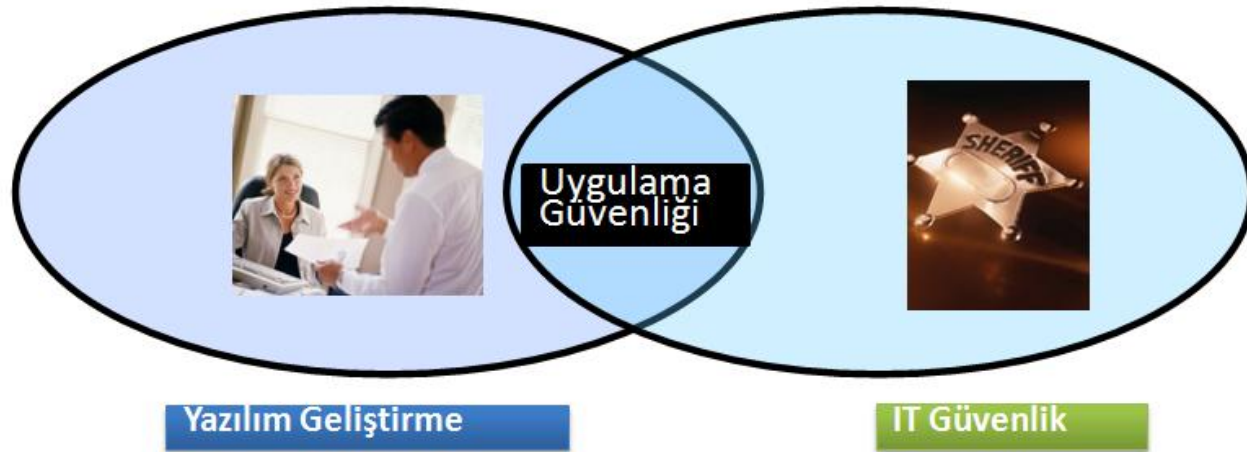 Uygulama
Güvenliği
SHERIFF
Yazılım Geliştirme
IT Güvenlik